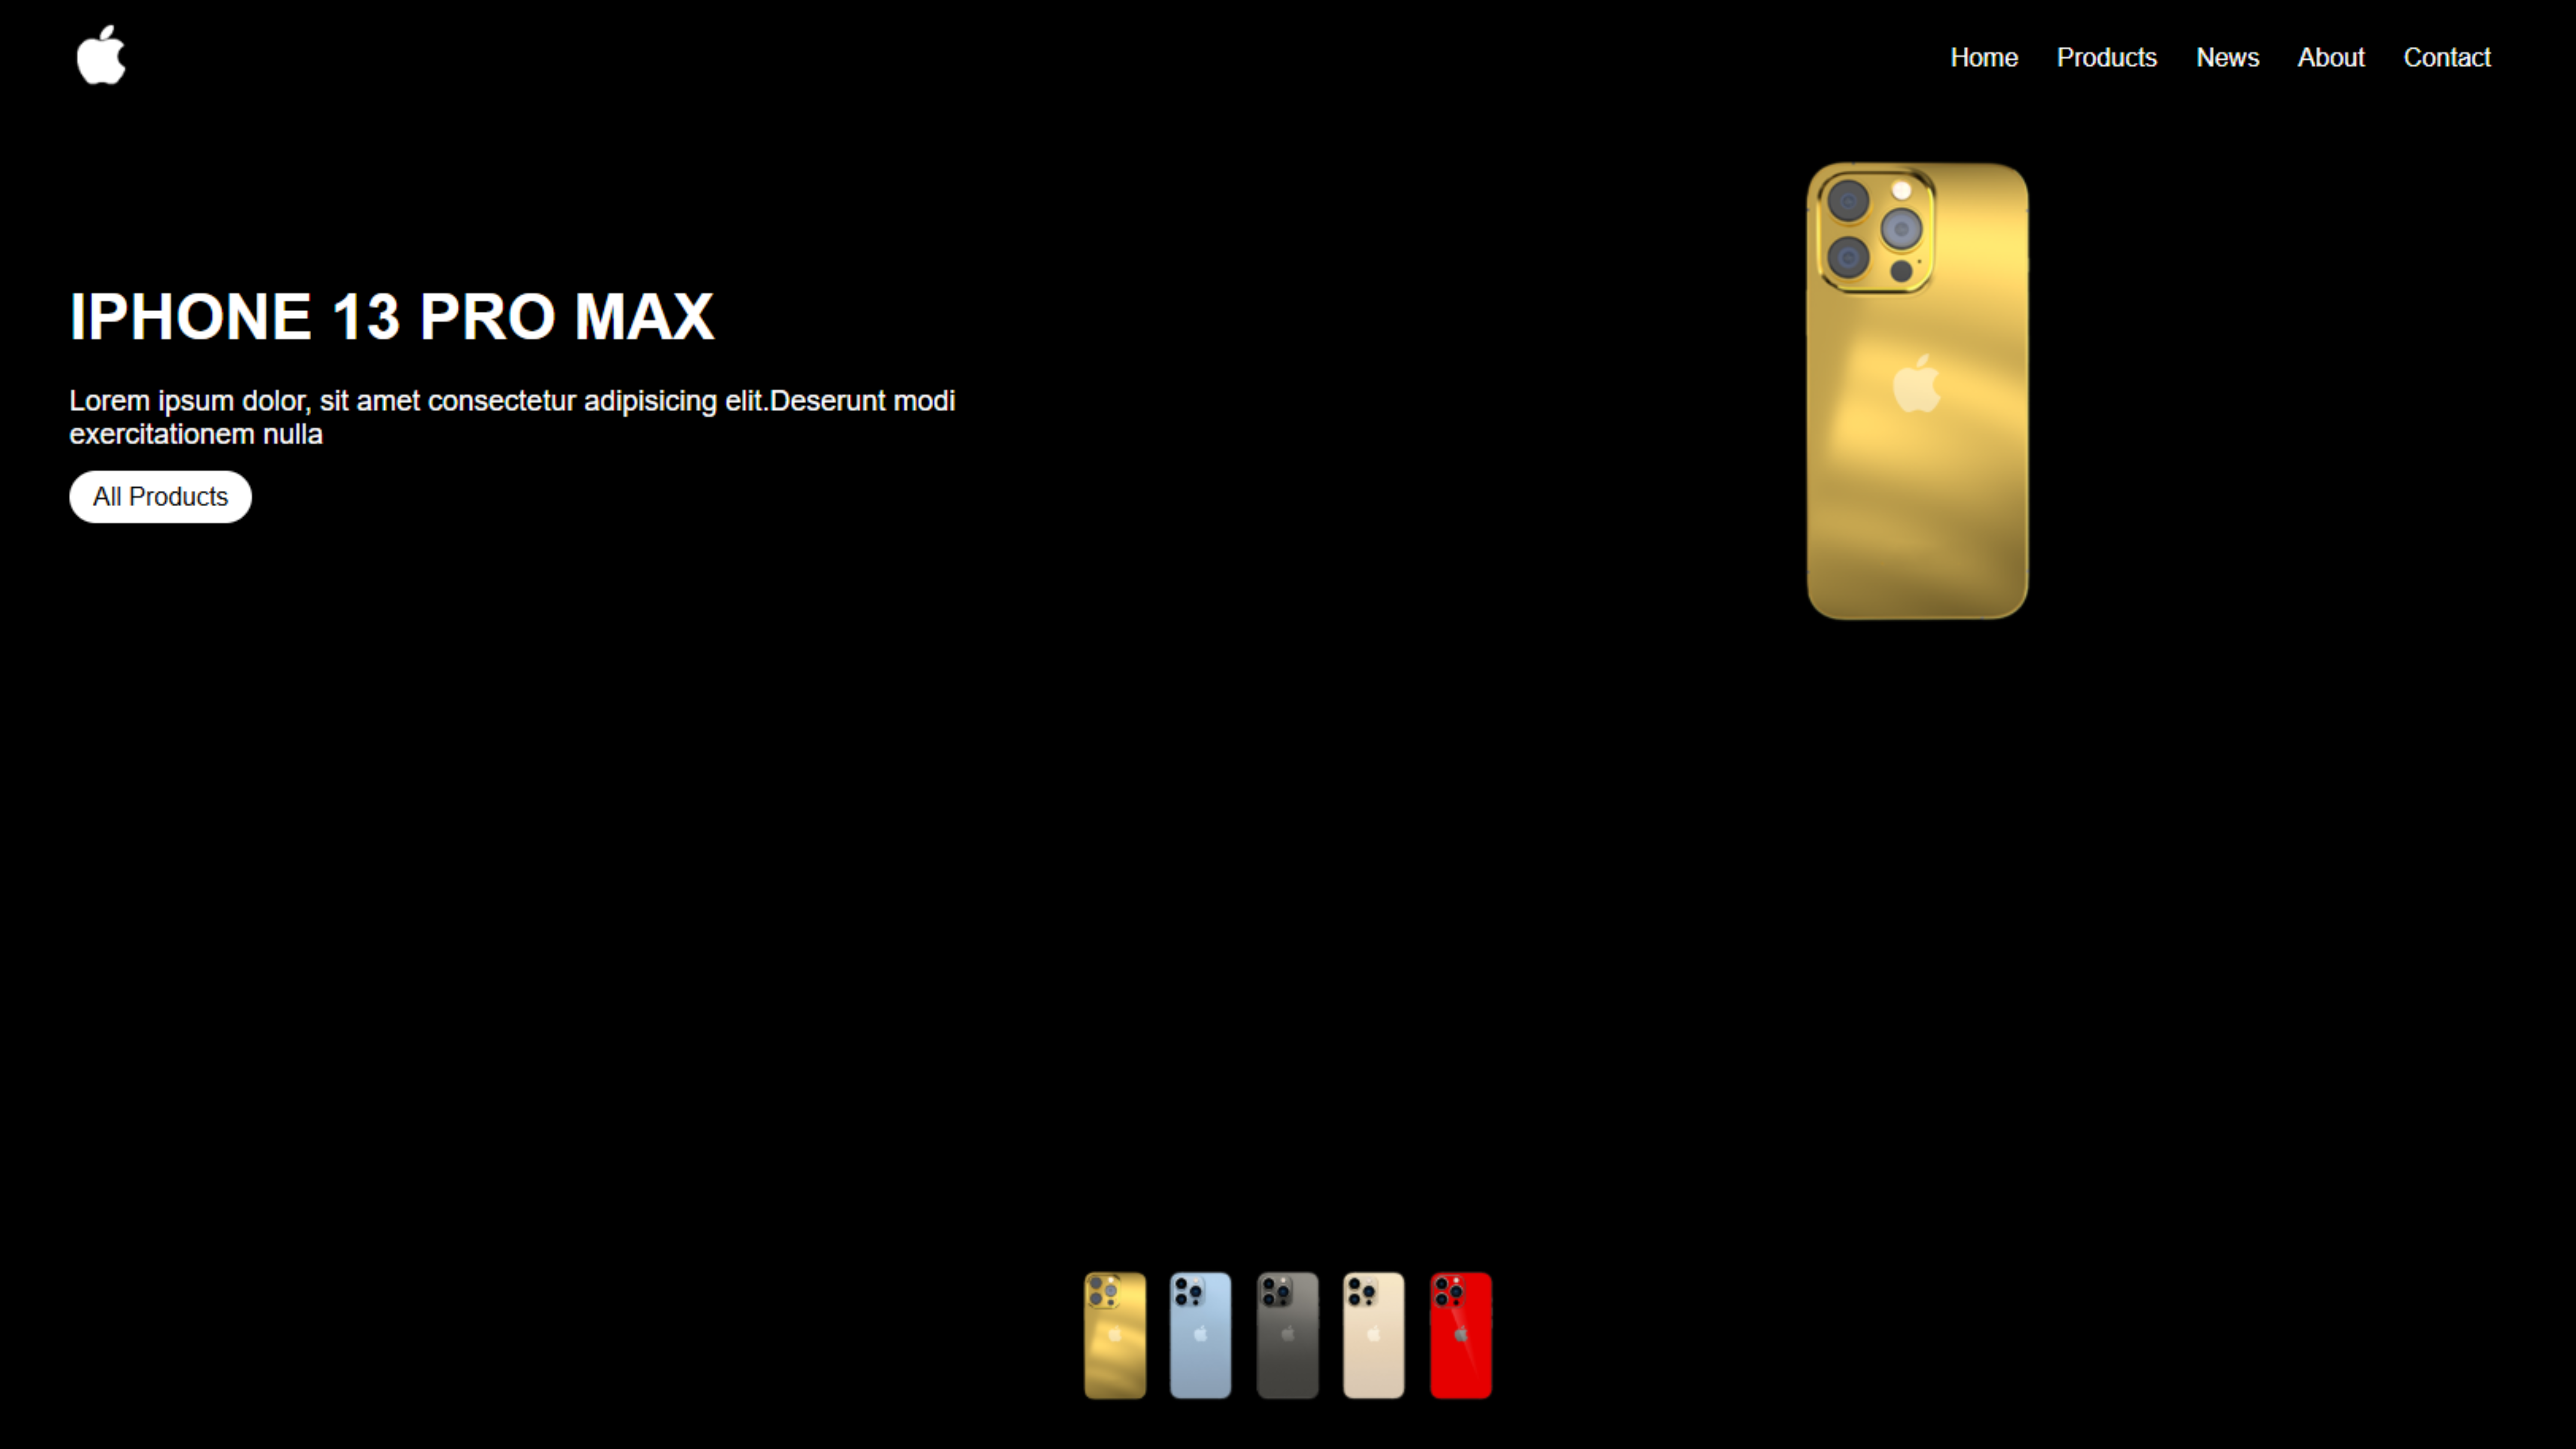 Home Products News About Contact
IPHONE 13 PRO MAX
Lorem ipsum dolor, sit amet consectetur adipisicing elit.Deserunt modi
exercitationem nulla
All Products